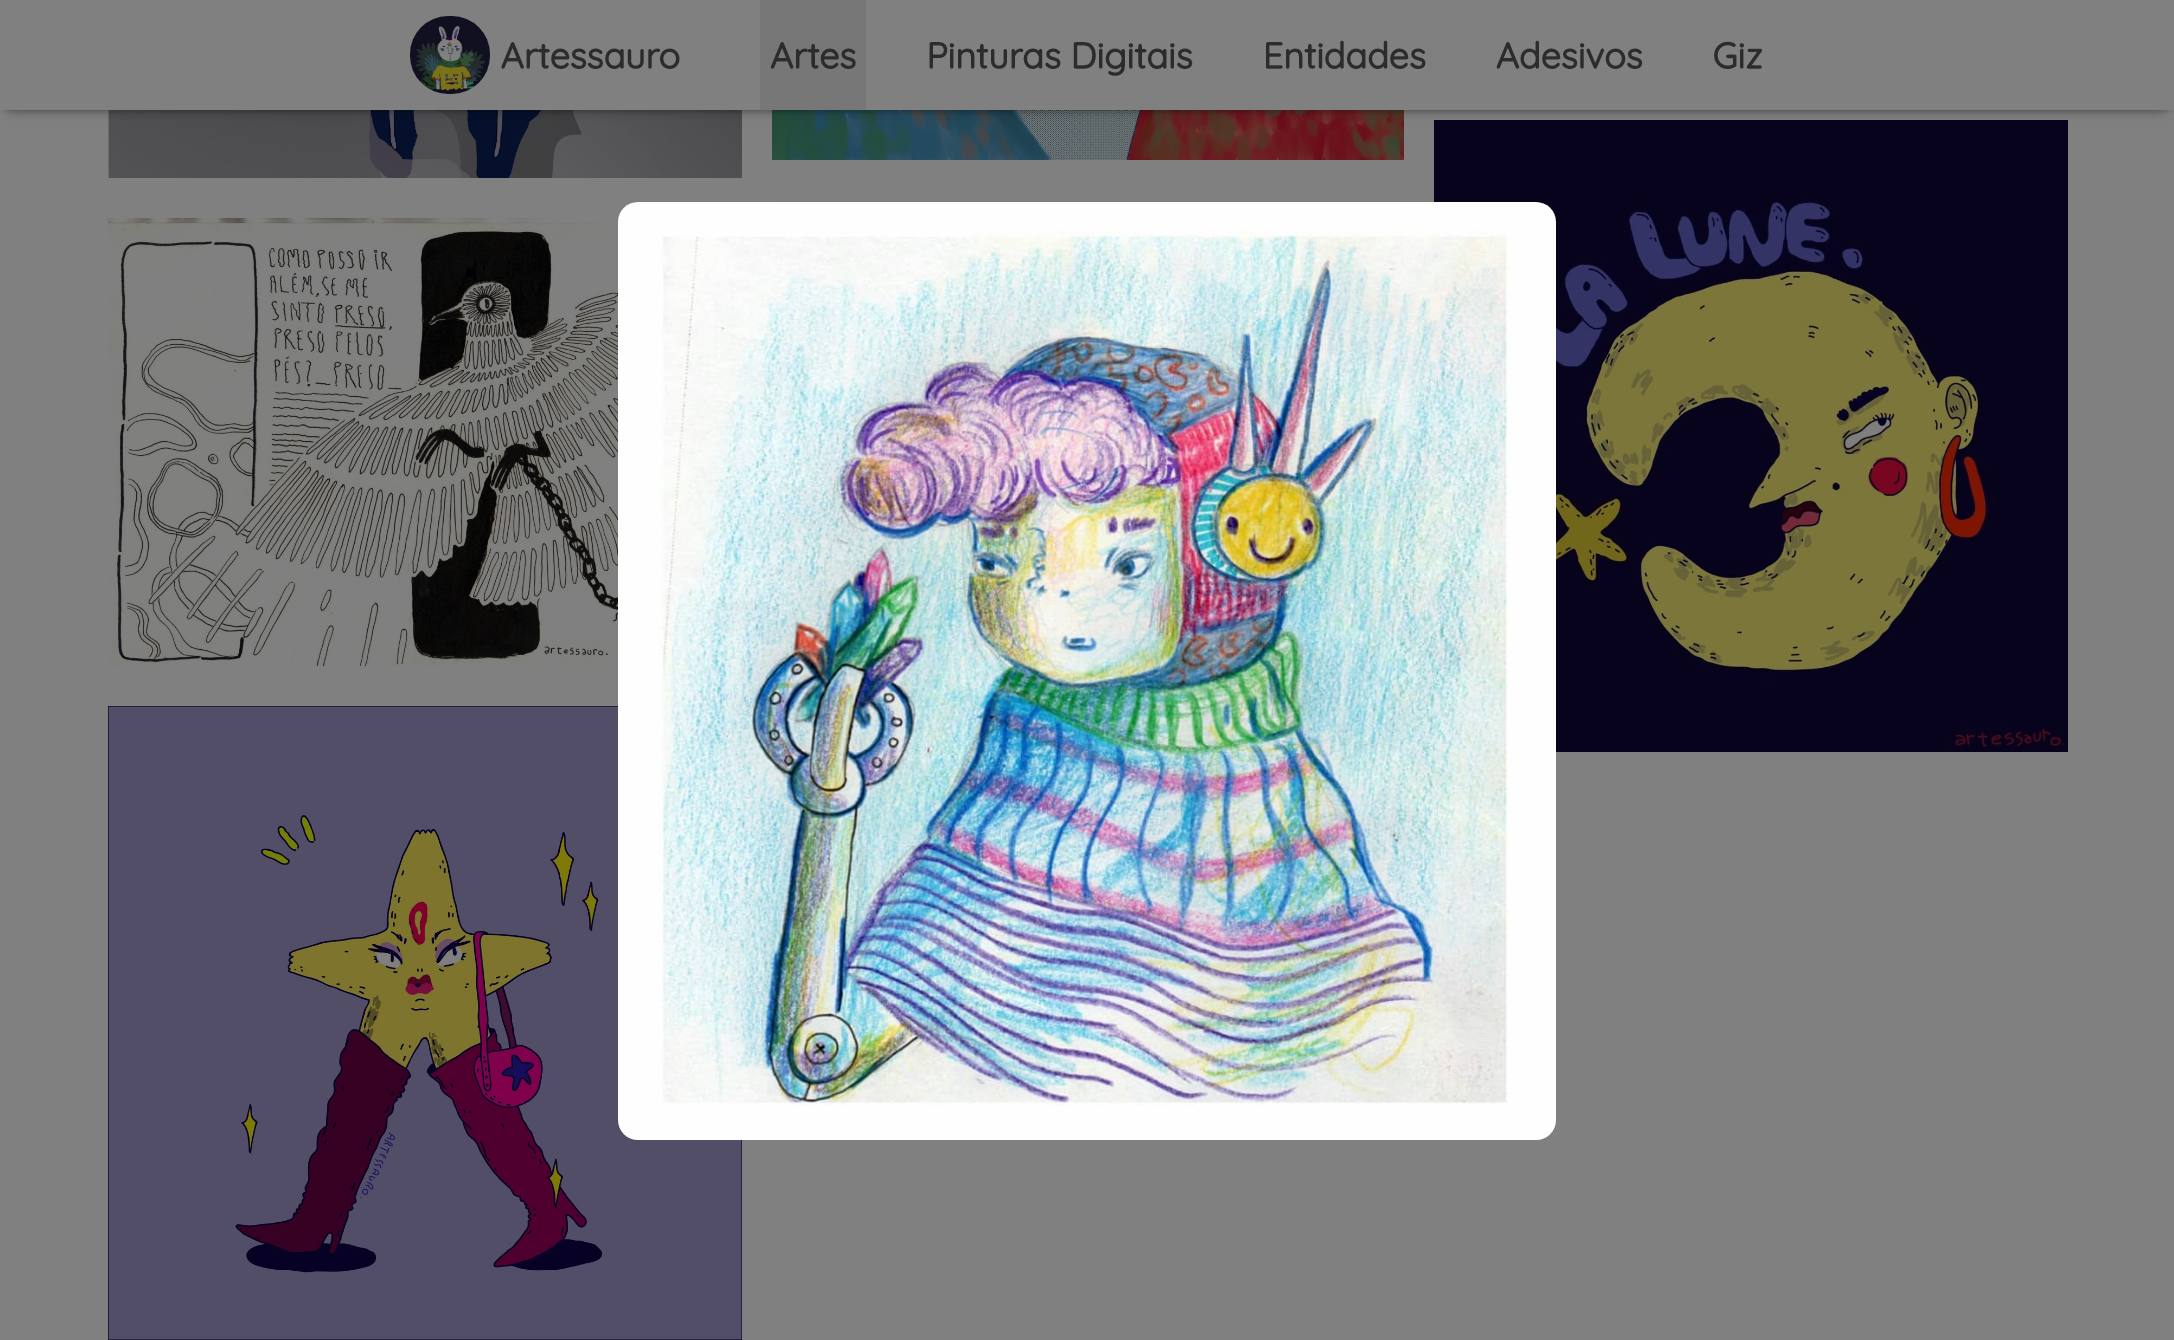 Artessauro
Artes
Pinturas Digitais
Entidades
Adesivos
Giz
COMO POSSO IR
ALÉM, SE ME
SINTO PRESO,
PRESO PELOS
PÉS?_PRESO_
artessauro.
LA LUNE.
artessauro.
ARTESSAURO